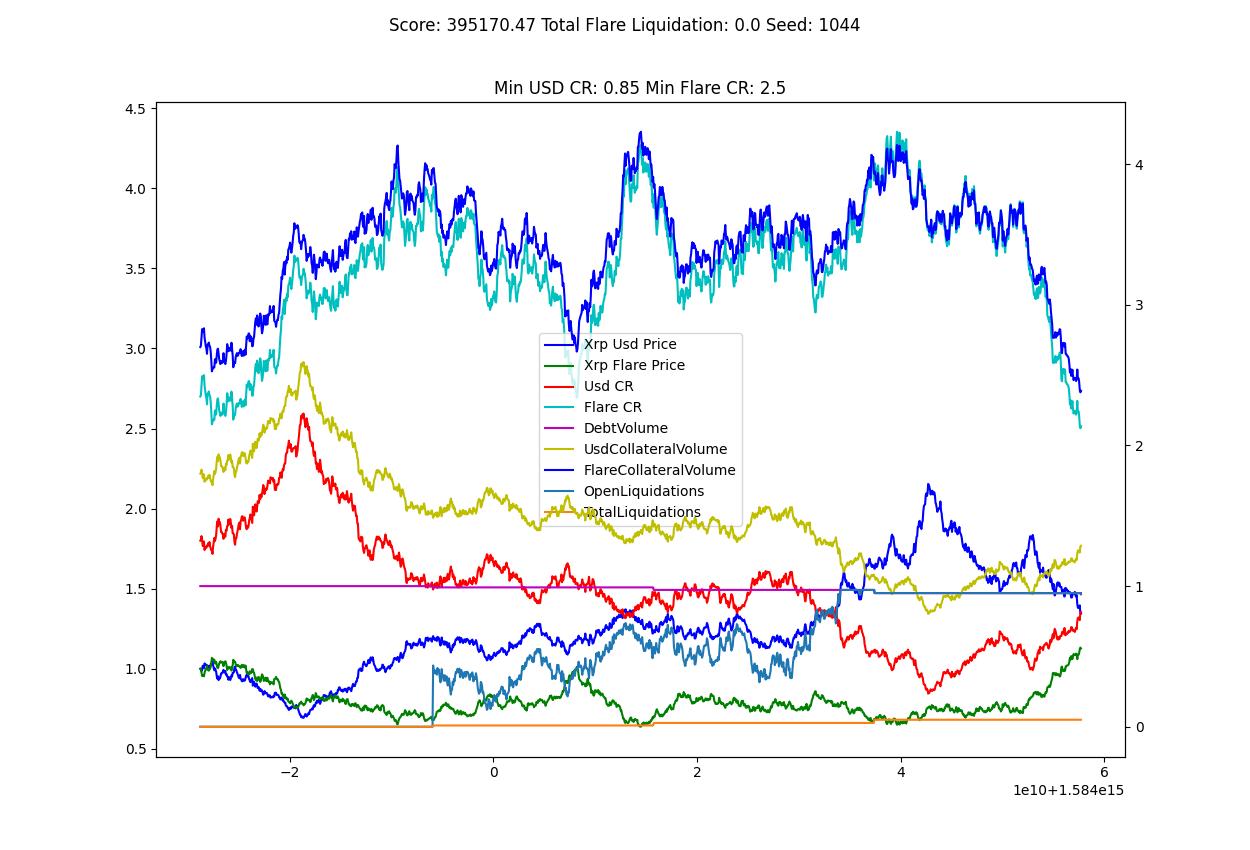 Score: 395170.47 Total Flare Liquidation: 0.0 Seed: 1044
Min USD CR: 0.85 Min Flare CR: 2.5
4.5
4.0
3.5
3.0
2.5
2.0
1.5
1.0
0.5
Xrp Usd Price
Xrp Flare Price
Usd CR
Flare CR
DebtVolume
UsdCollateralVolume
FlareCollateralVolume
OpenLiquidations
TotalLiquidations
4
3
2
1
0
−2 0 2 4 6
1e10+1.584e15